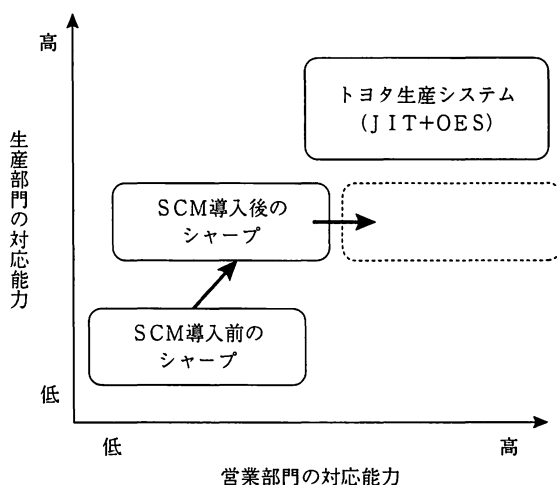 高
生産部門の対応能力
低
トヨタ生産システム
(JIT+OES)
SCM導入後の
シャープ
SCM導入前の
シャープ
低
高
営業部門の対応能力